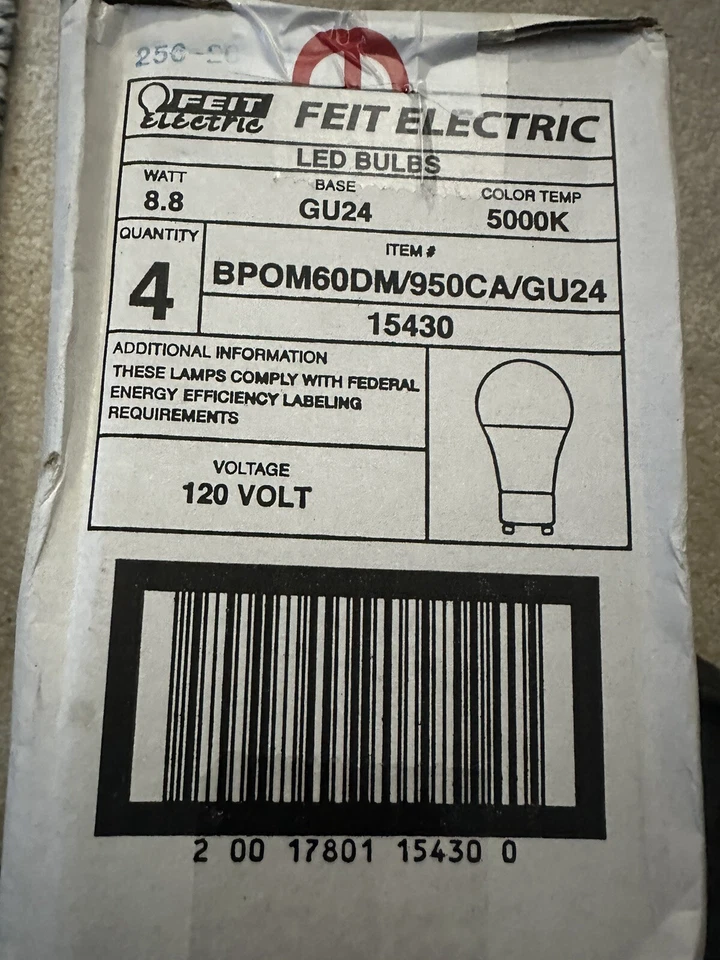 FEIT
ELECTRIC
FEIT ELECTRIC
LED BULBS
WATT
8.8
BASE
GU24
COLOR TEMP
5000K
QUANTITY
4
ITEM #
BPOM60DM/950CA/GU24
15430
ADDITIONAL INFORMATION
THESE LAMPS COMPLY WITH FEDERAL
ENERGY EFFICIENCY LABELING
REQUIREMENTS
VOLTAGE
120 VOLT
2 00 17801 15430 0